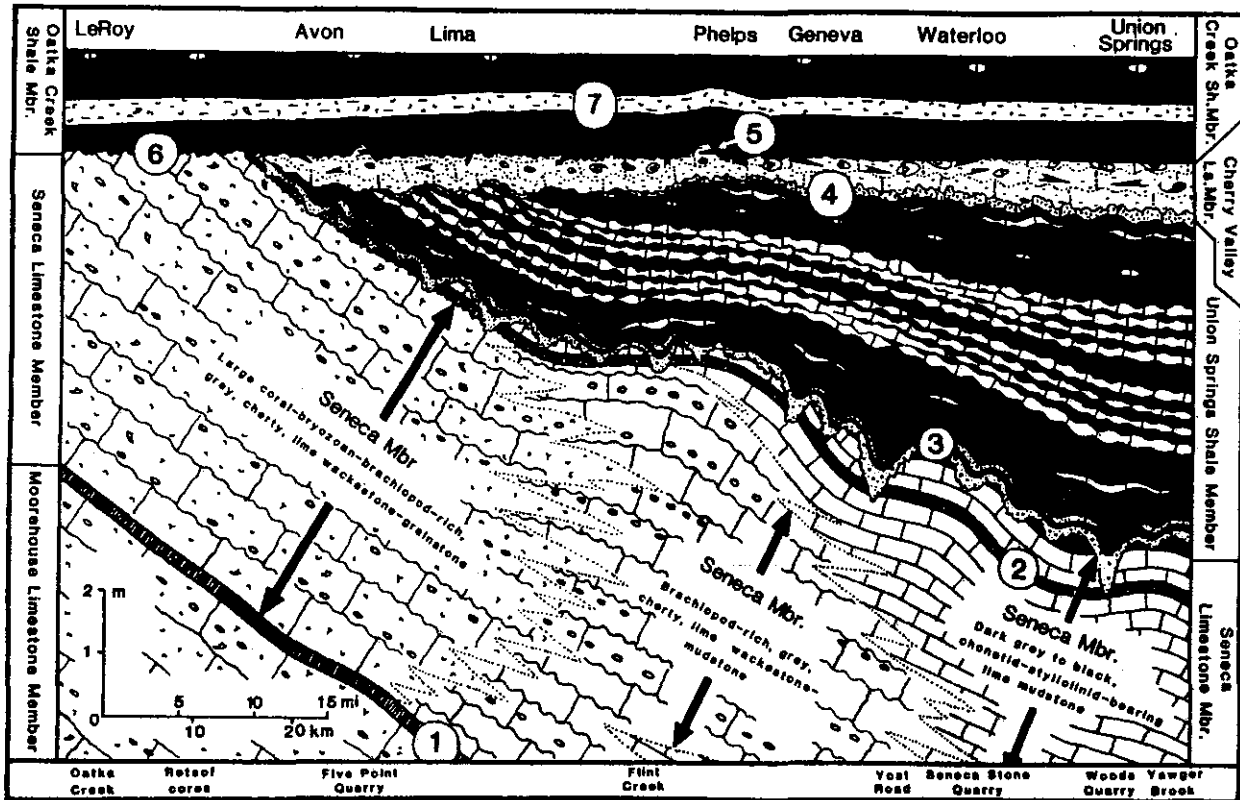 LeRoy
Avon
Lima
Phelps
Geneva
Waterloo
Union
Springs
Oatka Creek
Shale Mbr.
Seneca Limestone Member
Moorehouse Limestone Member
7
5
6
4
3
2
1
Seneca Mbr
Large coral-bryozoan-brachiopod-rich,
grey, cherty, lime wackestone-grainstone
Seneca Mbr.
Brachiopod-rich, grey,
cherty, lime wackestone-
mudstone
Seneca Mbr.
Dark grey to black,
chonetid-styliolinid-bearing
lime mudstone
2 m
1
0
5
10
15 mi
10
20 km
Oatka
Creek Sh. Mbr.
Cherry Valley
Ls. Mbr.
Union Springs Shale Member
Seneca
Limestone Mbr.
Oatka
Creek
Retsof
cores
Five Point
Quarry
Flint
Creek
Yost
Road
Seneca Stone
Quarry
Woods
Quarry
Yawger
Brook